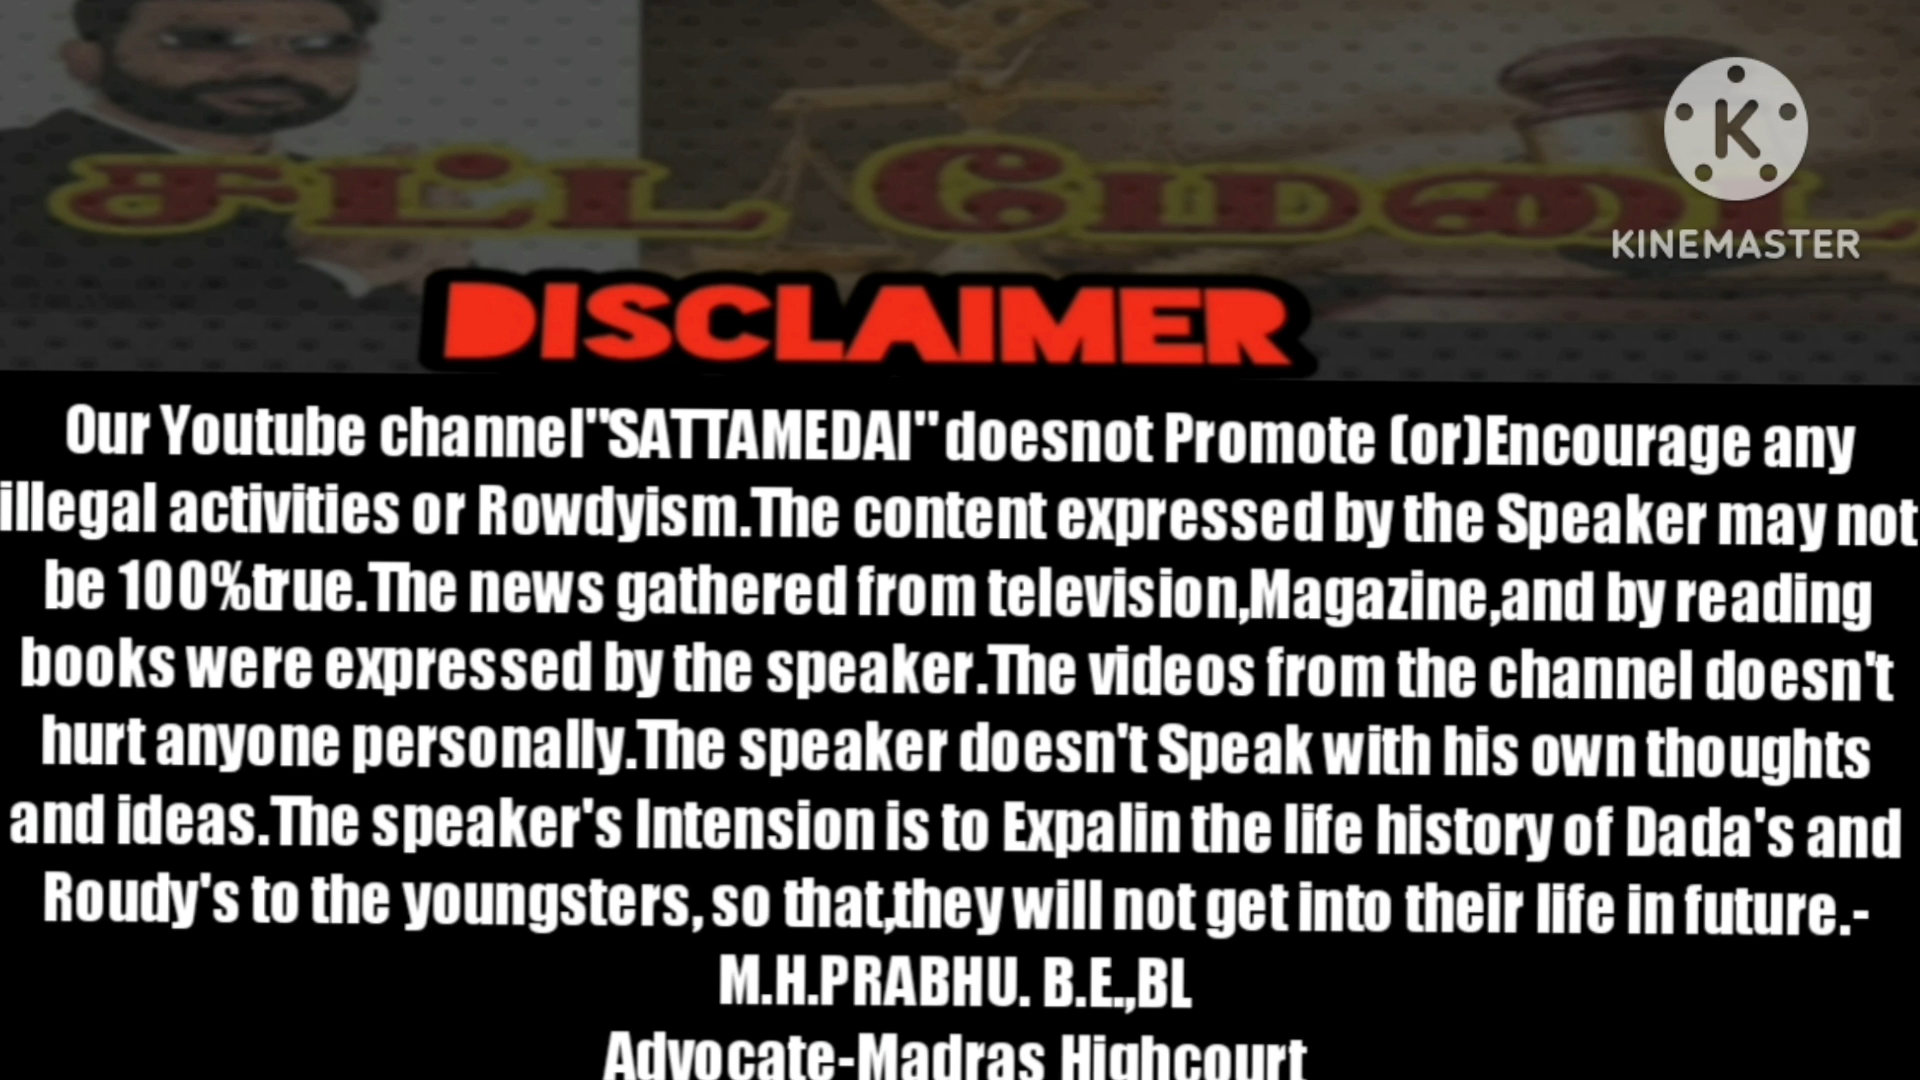 சட்ட மேடை
K
KINEMASTER
DISCLAIMER
Our Youtube channel"SATTAMEDAI" doesnot Promote (or)Encourage any
illegal activities or Rowdyism.The content expressed by the Speaker may not
be 100%true.The news gathered from television,Magazine,and by reading
books were expressed by the speaker.The videos from the channel doesn't
hurt anyone personally.The speaker doesn't Speak with his own thoughts
and ideas.The speaker's Intension is to Expalin the life history of Dada's and
Roudy's to the youngsters, so that,they will not get into their life in future.-
M.H.PRABHU. B.E.,BL
Advocate-Madras Highcourt